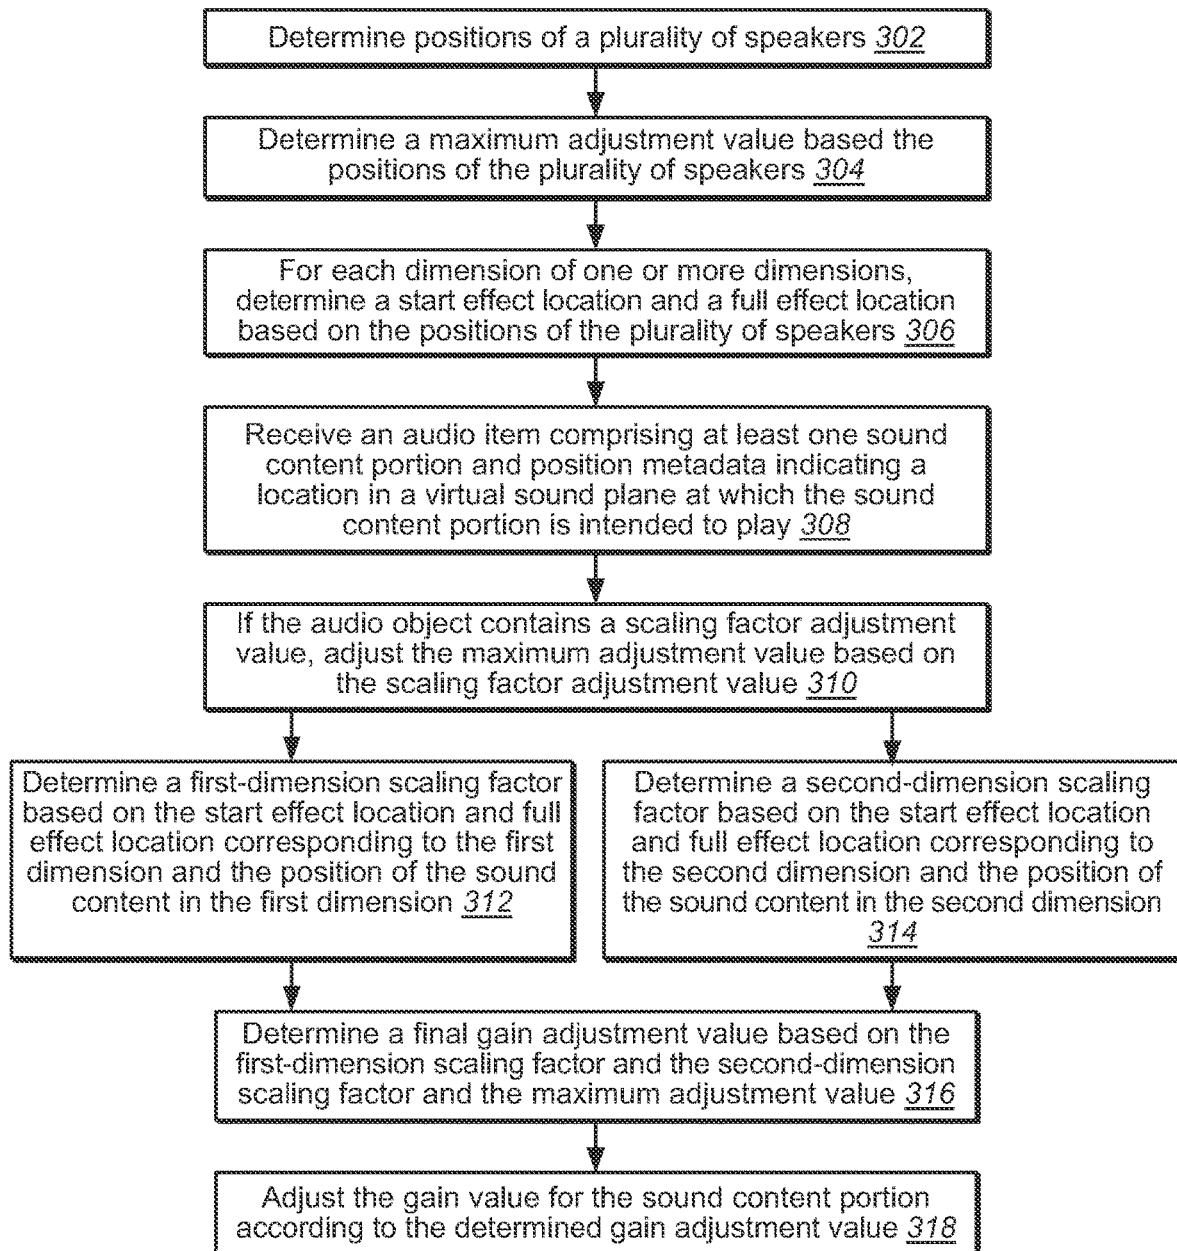 Determine positions of a plurality of speakers 302
Determine a maximum adjustment value based the
positions of the plurality of speakers 304
For each dimension of one or more dimensions,
determine a start effect location and a full effect location
based on the positions of the plurality of speakers 306
Receive an audio item comprising at least one sound
content portion and position metadata indicating a
location in a virtual sound plane at which the sound
content portion is intended to play 308
If the audio object contains a scaling factor adjustment
value, adjust the maximum adjustment value based on
the scaling factor adjustment value 310
Determine a first-dimension scaling factor
based on the start effect location and full
effect location corresponding to the first
dimension and the position of the sound
content in the first dimension 312
Determine a second-dimension scaling
factor based on the start effect location
and full effect location corresponding to
the second dimension and the position of
the sound content in the second dimension
314
Determine a final gain adjustment value based on the
first-dimension scaling factor and the second-dimension
scaling factor and the maximum adjustment value 316
Adjust the gain value for the sound content portion
according to the determined gain adjustment value 318